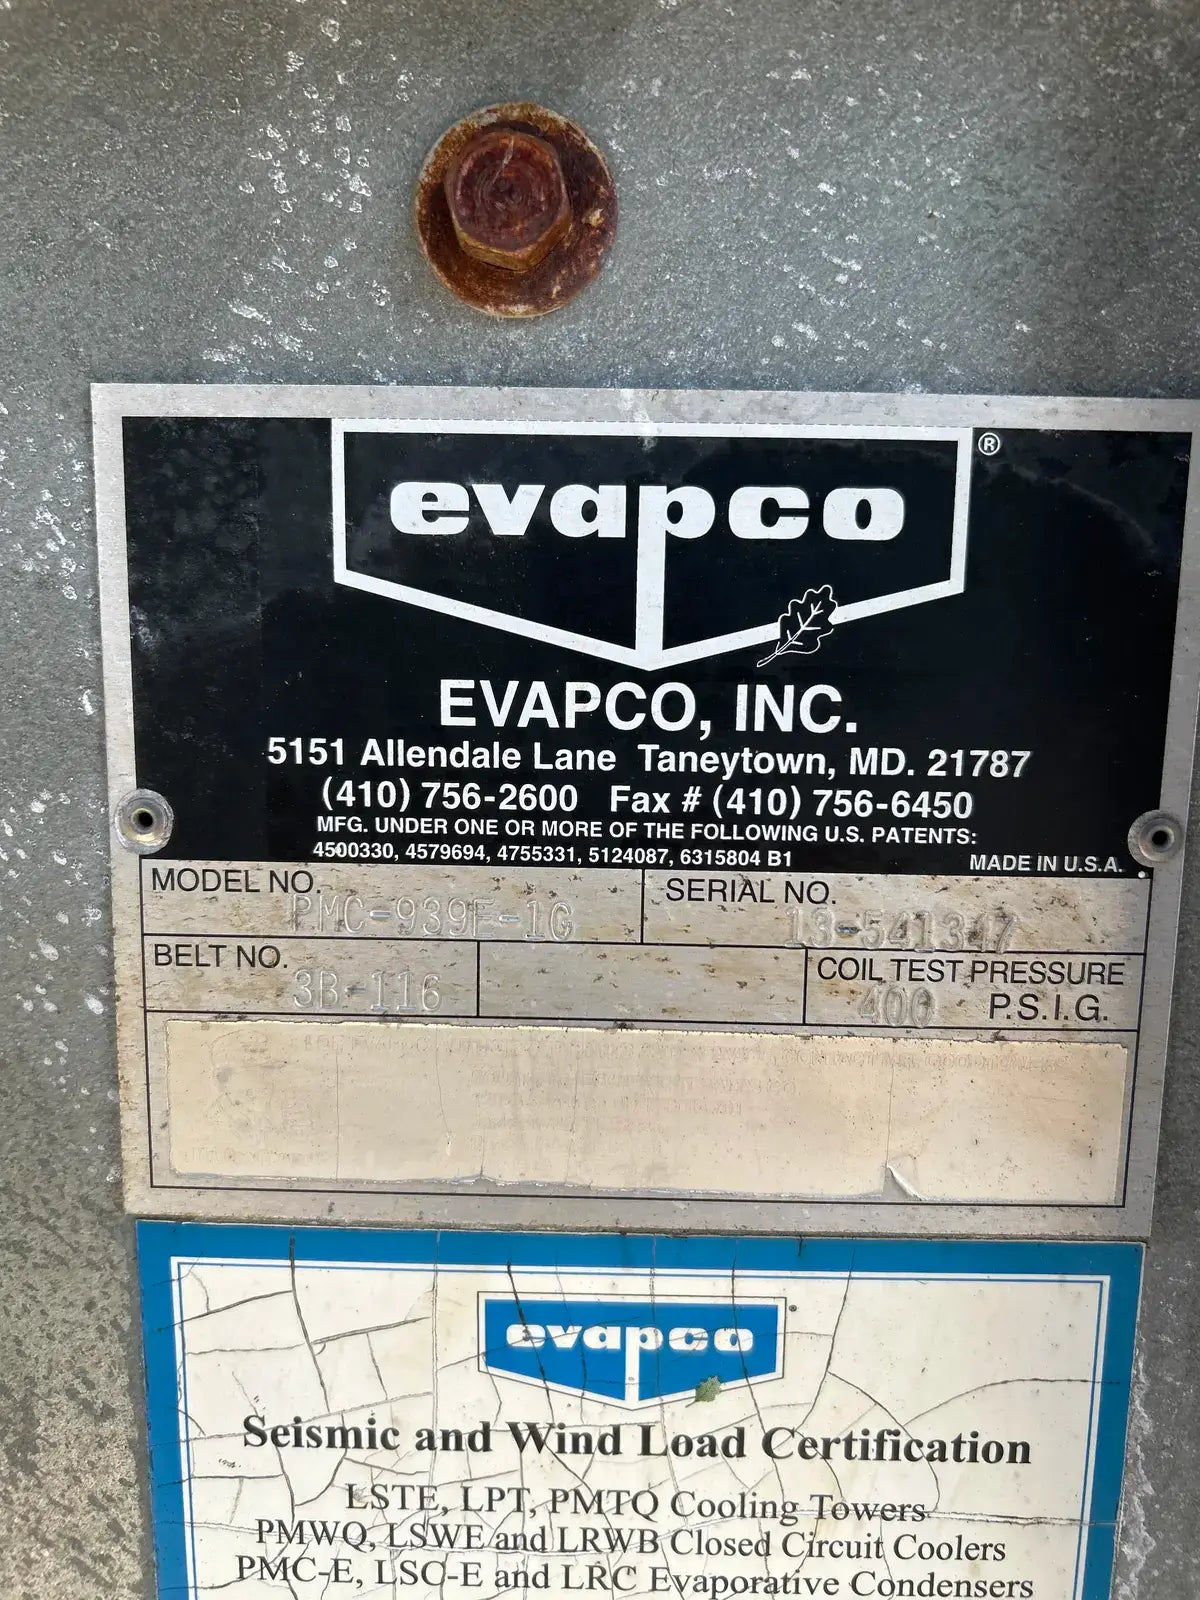 evapco ®
EVAPCO, INC.
5151 Allendale Lane Taneytown, MD. 21787
(410) 756-2600 Fax # (410) 756-6450
MFG. UNDER ONE OR MORE OF THE FOLLOWING U.S. PATENTS:
4500330, 4579694, 4755331, 5124087, 6315804 B1
MADE IN U.S.A.
MODEL NO. PMC-939E-1G
SERIAL NO. 13-541347
BELT NO. 3B-116
COIL TEST PRESSURE
400 P.S.I.G.
evapco
Seismic and Wind Load Certification
LSTE, LPT, PMTQ Cooling Towers
PMWQ, LSWE and LRWB Closed Circuit Coolers
PMC-E, LSC-E and LRC Evaporative Condensers